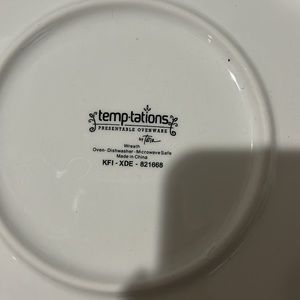 temp·tations
PRESENTABLE OVENWARE
by Tara
Wreath
Oven · Dishwasher · Microwave Safe
Made in China
KFI - XDE - 821668